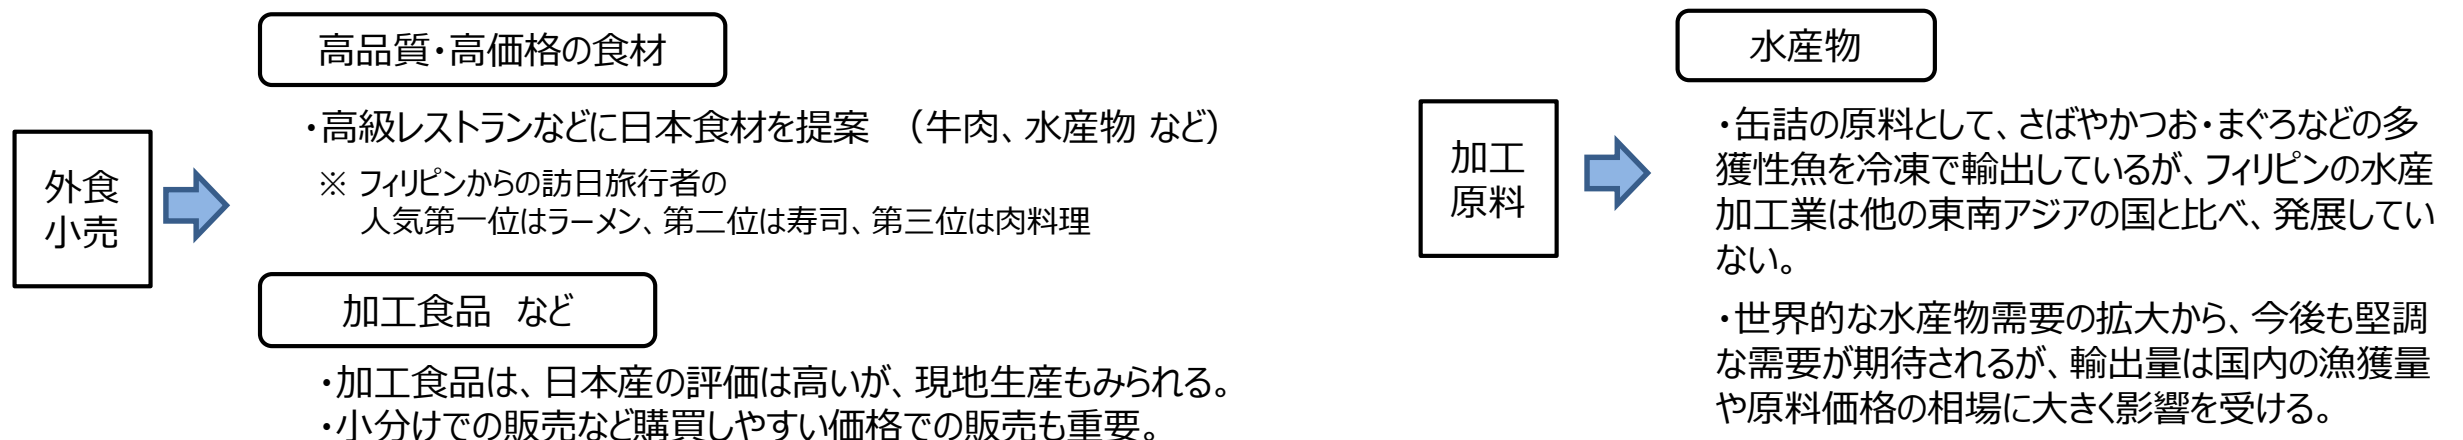 外食
小売
高品質・高価格の食材
・高級レストランなどに日本食材を提案　（牛肉、水産物 など）
※ フィリピンからの訪日旅行者の
人気第一位はラーメン、第二位は寿司、第三位は肉料理
加工食品　など
・加工食品は、日本産の評価は高いが、現地生産もみられる。
・小分けでの販売など購買しやすい価格での販売も重要。
加工
原料
水産物
・缶詰の原料として、さばやかつお・まぐろなどの多
獲性魚を冷凍で輸出しているが、フィリピンの水産
加工業は他の東南アジアの国と比べ、発展してい
ない。
・世界的な水産物需要の拡大から、今後も堅調
な需要が期待されるが、輸出量は国内の漁獲量
や原料価格の相場に大きく影響を受ける。